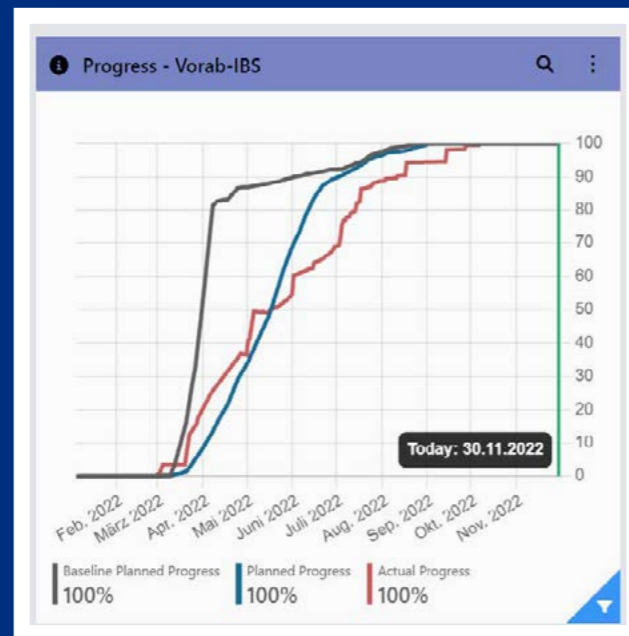 Progress - Vorab-IBS
100
90
80
70
60
50
40
30
20
10
0
Today: 30.11.2022
Feb. 2022
März 2022
Apr. 2022
Mai 2022
Juni 2022
Juli 2022
Aug. 2022
Sep. 2022
Okt. 2022
Nov. 2022
Baseline Planned Progress
100%
Planned Progress
100%
Actual Progress
100%